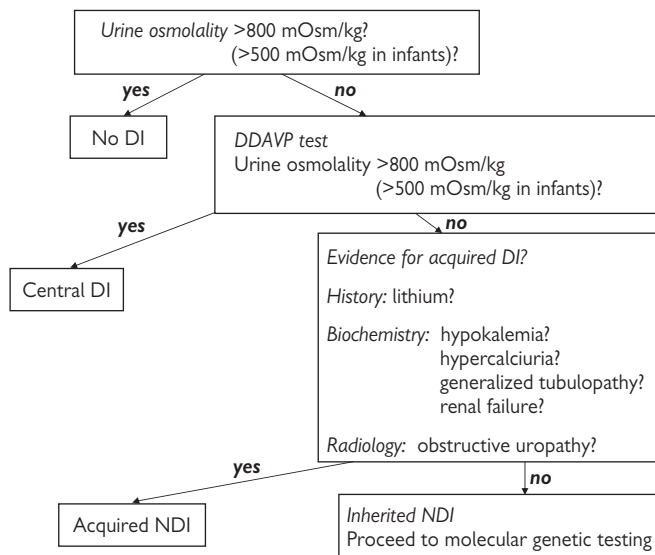 Urine osmolality >800 mOsm/kg?
(>500 mOsm/kg in infants)?
yes
no
No DI
DDAVP test
Urine osmolality >800 mOsm/kg
(>500 mOsm/kg in infants)?
yes
no
Central DI
Evidence for acquired DI?
History: lithium?
Biochemistry: hypokalemia?
hypercalciuria?
generalized tubulopathy?
renal failure?
Radiology: obstructive uropathy?
yes
no
Acquired NDI
Inherited NDI
Proceed to molecular genetic testing